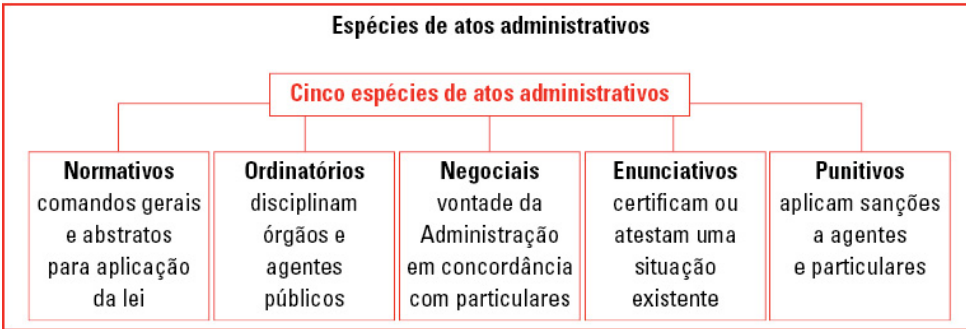 Espécies de atos administrativos
Cinco espécies de atos administrativos
Normativos
comandos gerais
e abstratos
para aplicação
da lei
Ordinatórios
disciplinam
órgãos e
agentes
públicos
Negociais
vontade da
Administração
em concordância
com particulares
Enunciativos
certificam ou
atestam uma
situação
existente
Punitivos
aplicam sanções
a agentes
e particulares